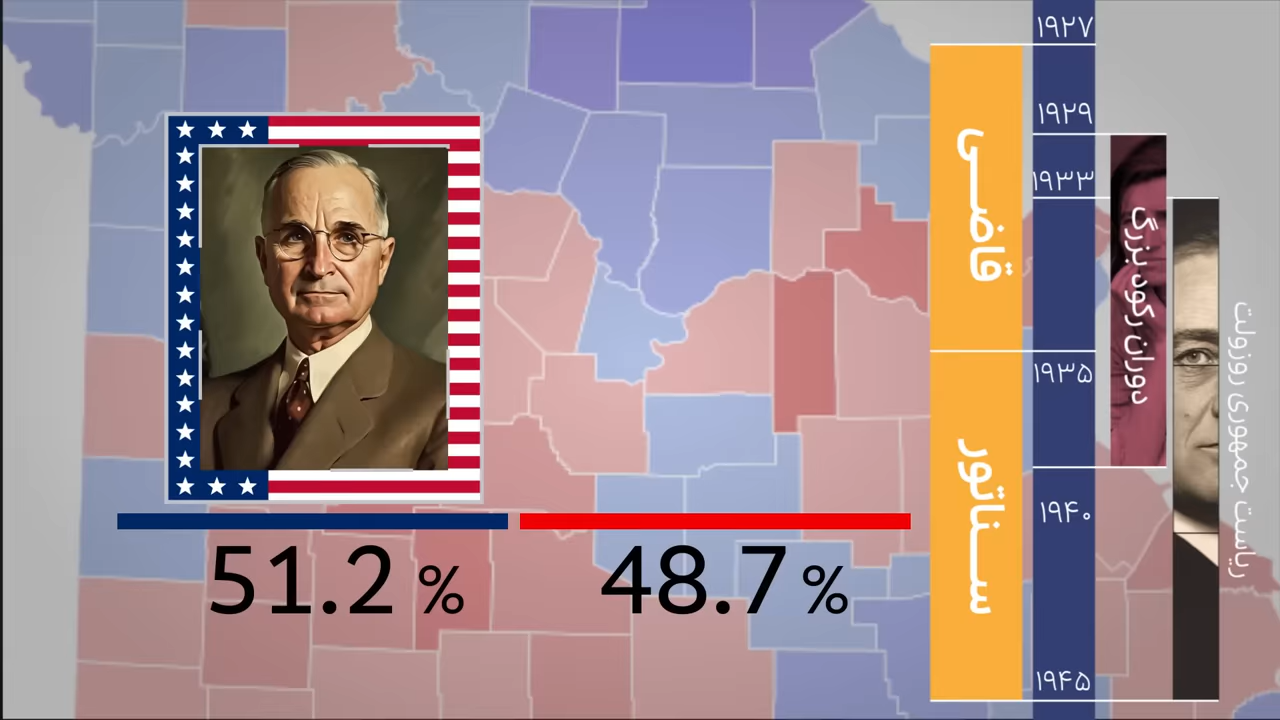 51.2 %
48.7 %
قاضی
سناتور
۱۹۲۷
۱۹۲۹
۱۹۳۳
۱۹۳۵
۱۹۴۰
۱۹۴۵
دوران رکود بزرگ
ریاست جمهوری روزولت